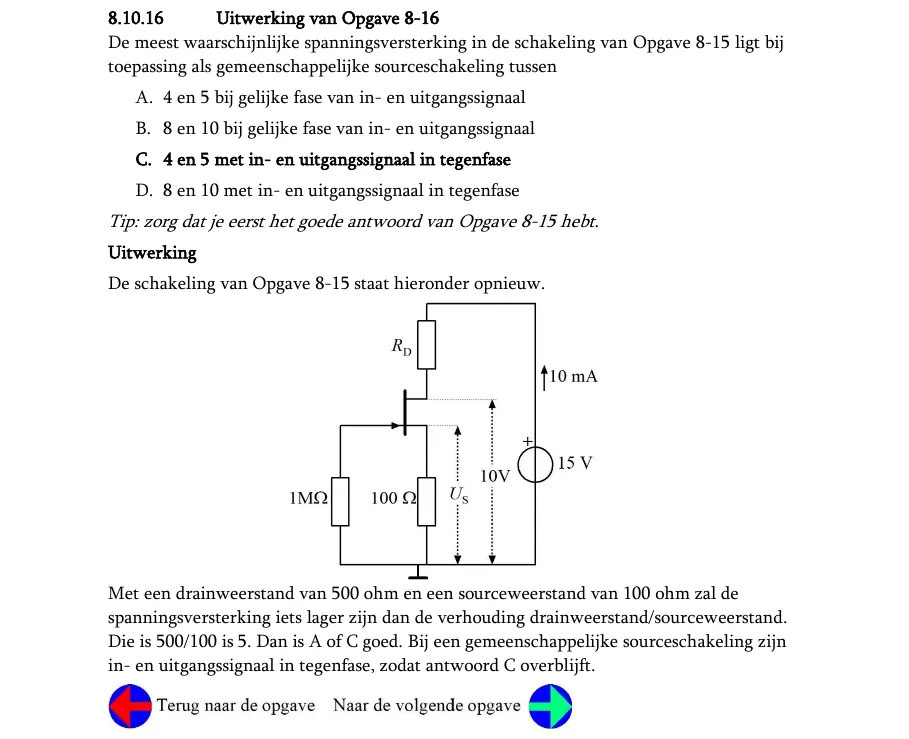 8.10.16 Uitwerking van Opgave 8-16
De meest waarschijnlijke spanningsversterking in de schakeling van Opgave 8-15 ligt bij
toepassing als gemeenschappelijke sourceschakeling tussen
A. 4 en 5 bij gelijke fase van in- en uitgangssignaal
B. 8 en 10 bij gelijke fase van in- en uitgangssignaal
C. 4 en 5 met in- en uitgangssignaal in tegenfase
D. 8 en 10 met in- en uitgangssignaal in tegenfase
Tip: zorg dat je eerst het goede antwoord van Opgave 8-15 hebt.
Uitwerking
De schakeling van Opgave 8-15 staat hieronder opnieuw.
RD
10 mA
+
15 V
10V
1MΩ
100 Ω
US
Met een drainweerstand van 500 ohm en een sourceweerstand van 100 ohm zal de
spanningsversterking iets lager zijn dan de verhouding drainweerstand/sourceweerstand.
Die is 500/100 is 5. Dan is A of C goed. Bij een gemeenschappelijke sourceschakeling zijn
in- en uitgangssignaal in tegenfase, zodat antwoord C overblijft.
Terug naar de opgave Naar de volgende opgave